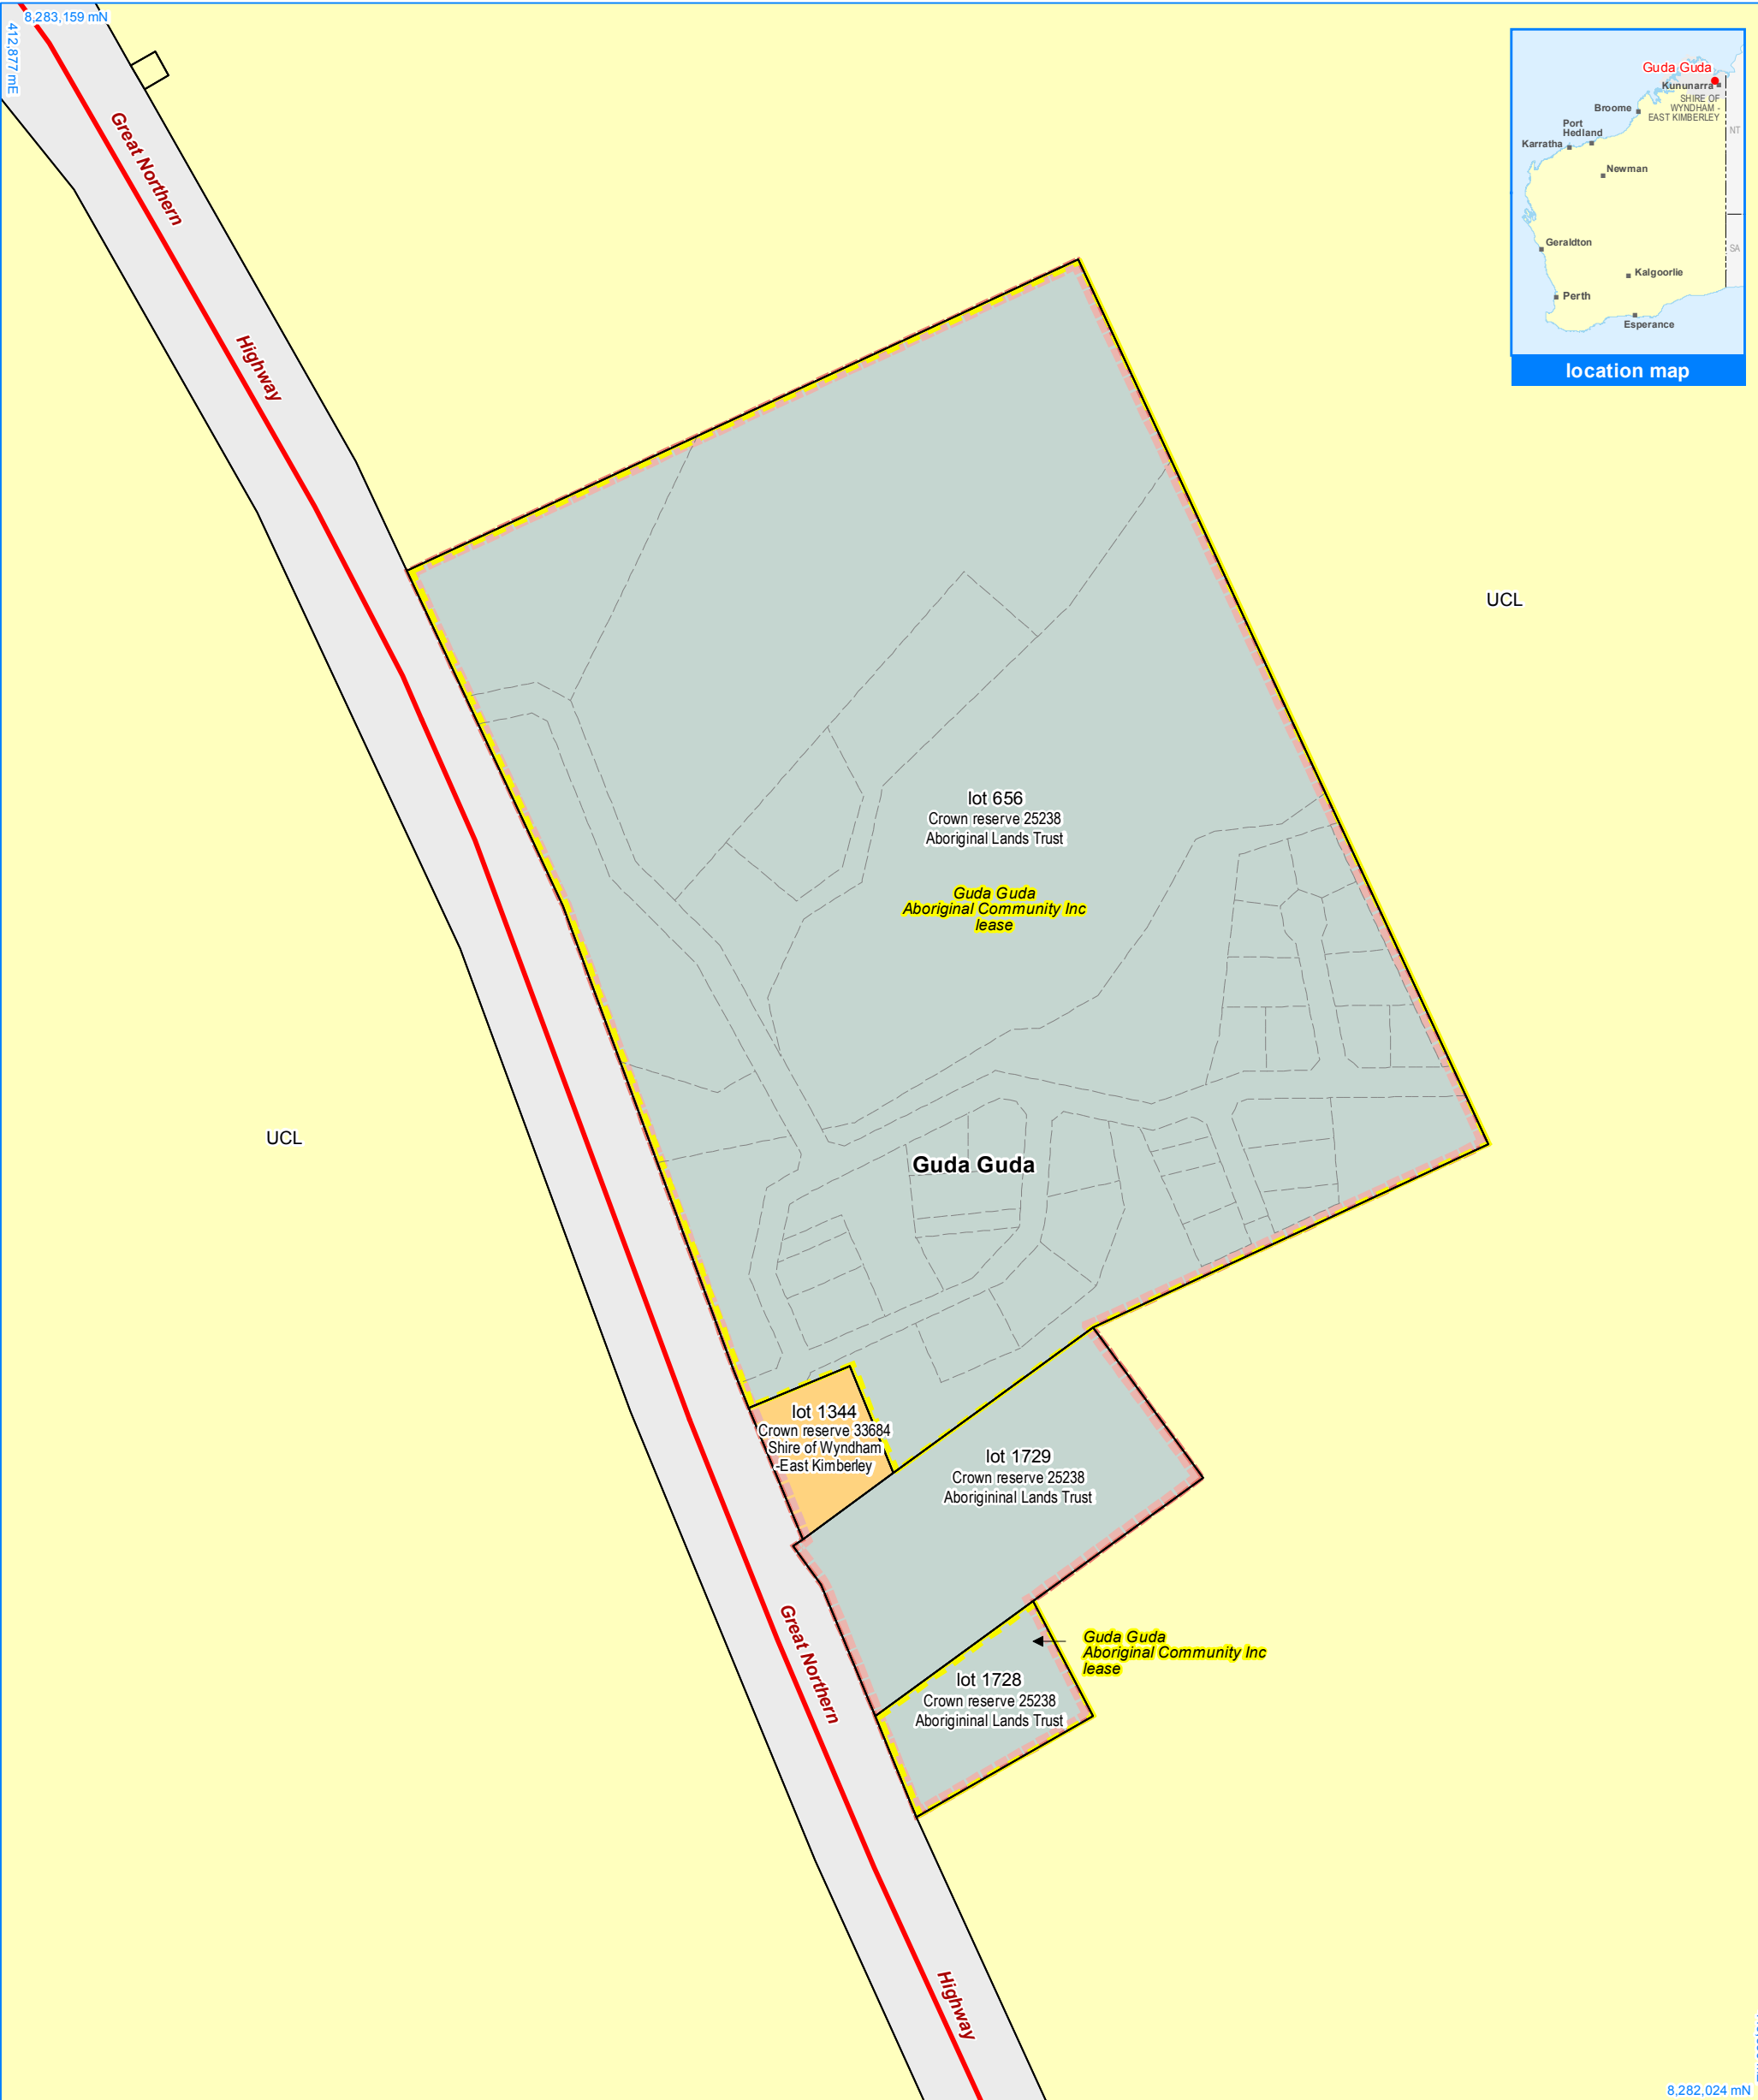 8,283,159 mN
412,877 mE
Great Northern
Highway
Guda Guda
Kununarra
SHIRE OF
WYNDHAM -
EAST KIMBERLEY
Broome
Port
Hedland
Karratha
NT
Newman
Geraldton
SA
Kalgoorlie
Perth
Esperance
location map
UCL
lot 656
Crown reserve 25238
Aboriginal Lands Trust
Guda Guda
Aboriginal Community Inc
lease
UCL
Guda Guda
lot 1344
Crown reserve 33684
Shire of Wyndham
-East Kimberley
lot 1729
Crown reserve 25238
Aborigininal Lands Trust
Great Northern
Guda Guda
Aboriginal Community Inc
lease
lot 1728
Crown reserve 25238
Aborigininal Lands Trust
Highway
8,282,024 mN